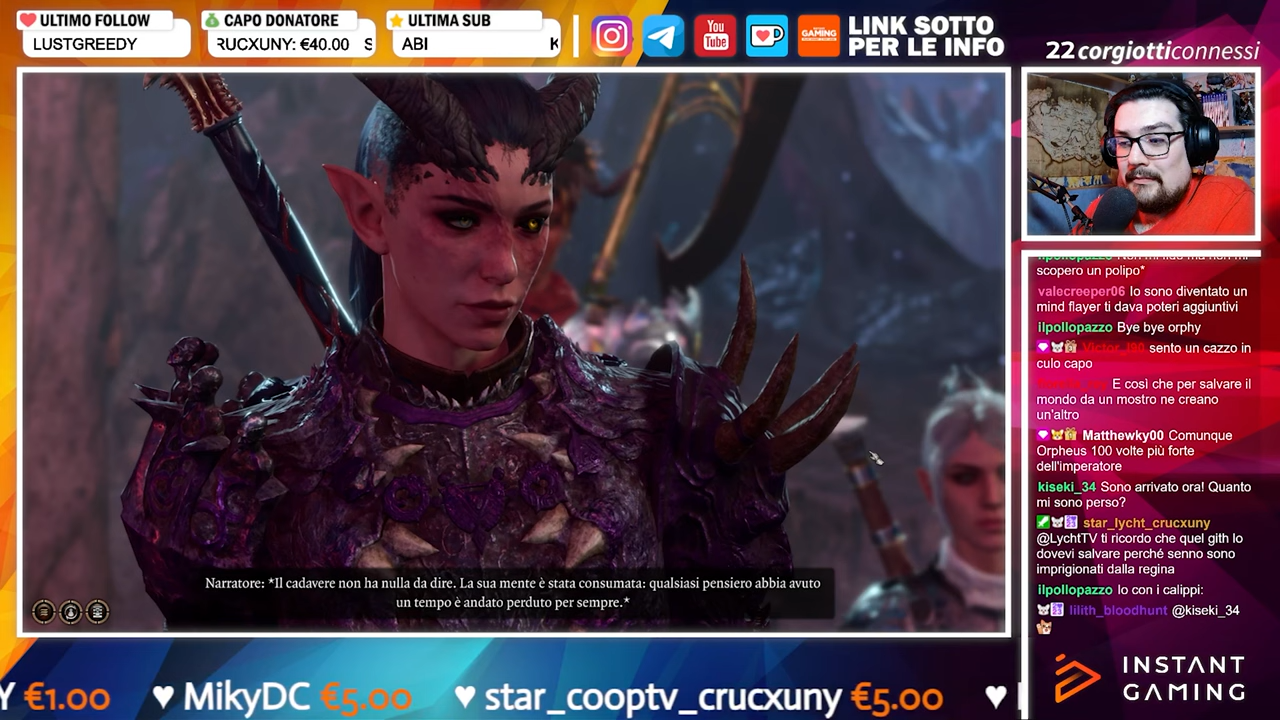 ULTIMO FOLLOW
LUSTGREEDY
CAPO DONATORE
RUCXUNY: €40.00 S
ULTIMA SUB
ABI K
You
Tube
GAMING
LINK SOTTO
PER LE INFO
22 corgiotticonnessi
scopero un polipo*
valecreeper06 Io sono diventato un
mind flayer ti dava poteri aggiuntivi
ilpollopazzo Bye bye orphy
sento un cazzo in
culo capo
E così che per salvare il
mondo da un mostro ne creano
un'altro
Matthewky00 Comunque
Orpheus 100 volte più forte
dell'imperatore
kiseki_34 Sono arrivato ora! Quanto
mi sono perso?
star_lycht_crucxuny
@LychtTV ti ricordo che quel gith lo
dovevi salvare perché senno sono
imprigionati dalla regina
ilpollopazzo Io con i calippi:
lilith_bloodhunt @kiseki_34
Narratore: *Il cadavere non ha nulla da dire. La sua mente è stata consumata: qualsiasi pensiero abbia avuto
un tempo è andato perduto per sempre.*
INSTANT
GAMING
Y €1.00 ♥ MikyDC €5.00 ♥ star_cooptv_crucxuny €5.00 ♥